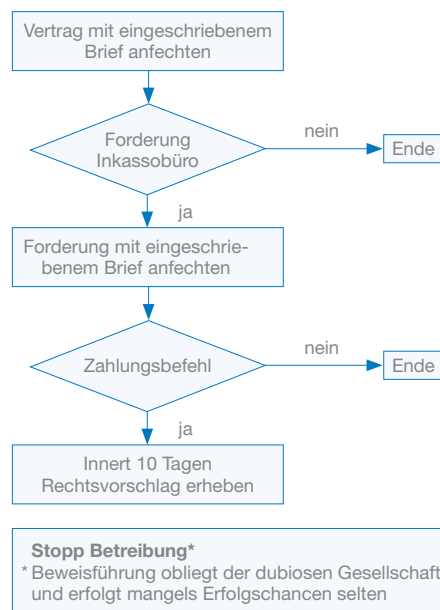 Vertrag mit eingeschriebenem
Brief anfechten
Forderung
Inkassobüro
nein
Ende
ja
Forderung mit eingeschrie-
benem Brief anfechten
Zahlungsbefehl
nein
Ende
ja
Innert 10 Tagen
Rechtsvorschlag erheben
Stopp Betreibung*
* Beweisführung obliegt der dubiosen Gesellschaft
und erfolgt mangels Erfolgschancen selten